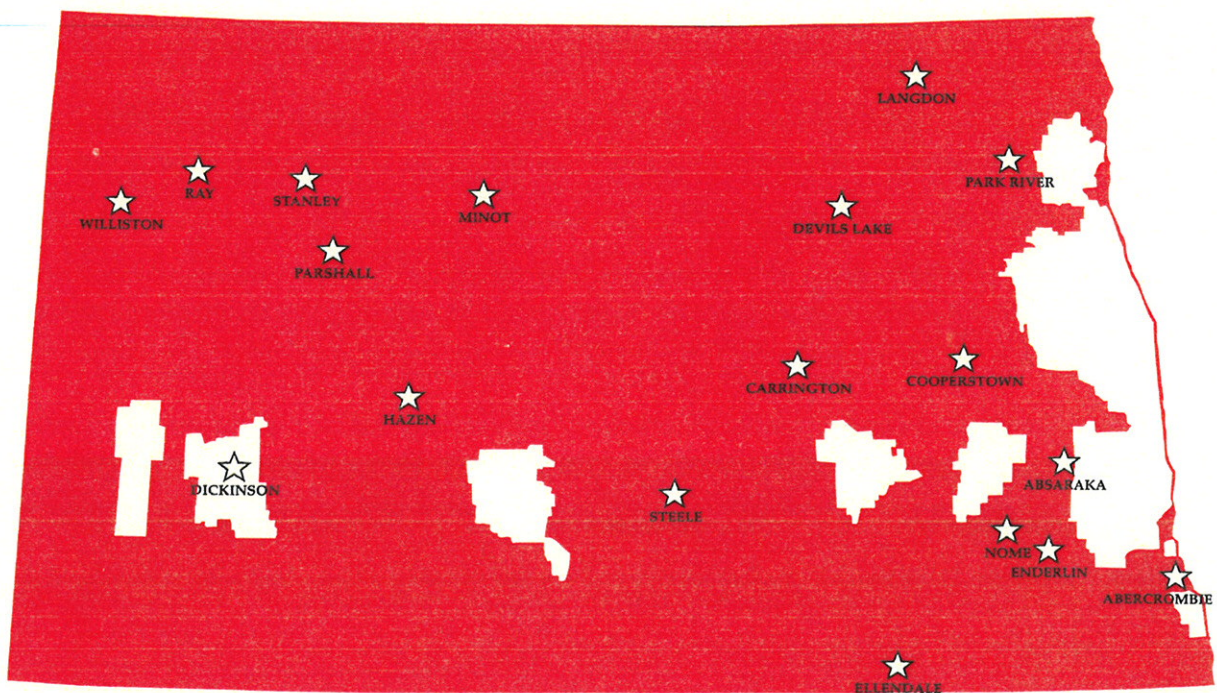 LANGDON
PARK RIVER
RAY
STANLEY
MINOT
WILLISTON
DEVILS LAKE
PARSHALL
CARRINGTON
COOPERSTOWN
HAZEN
DICKINSON
ABSARAKA
STEELE
NOME
ENDERLIN
ABERCROMBIE
ELLENDALE